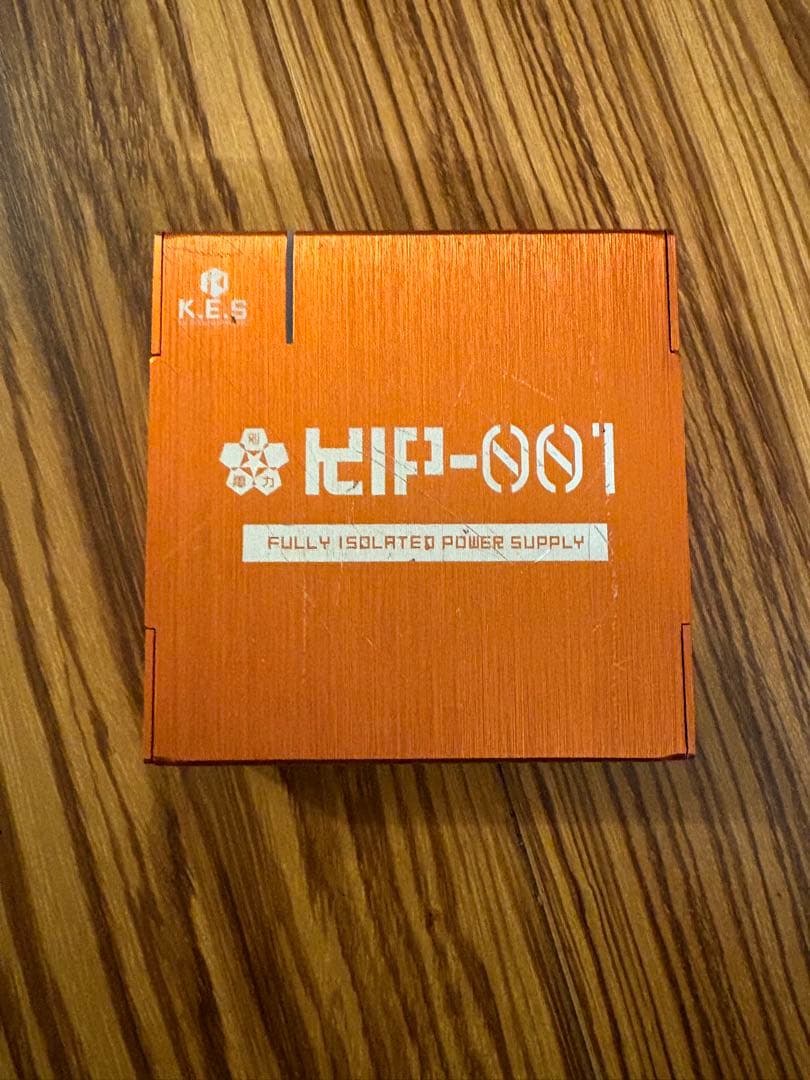 K.E.S
KIP-001
FULLY ISOLATED POWER SUPPLY